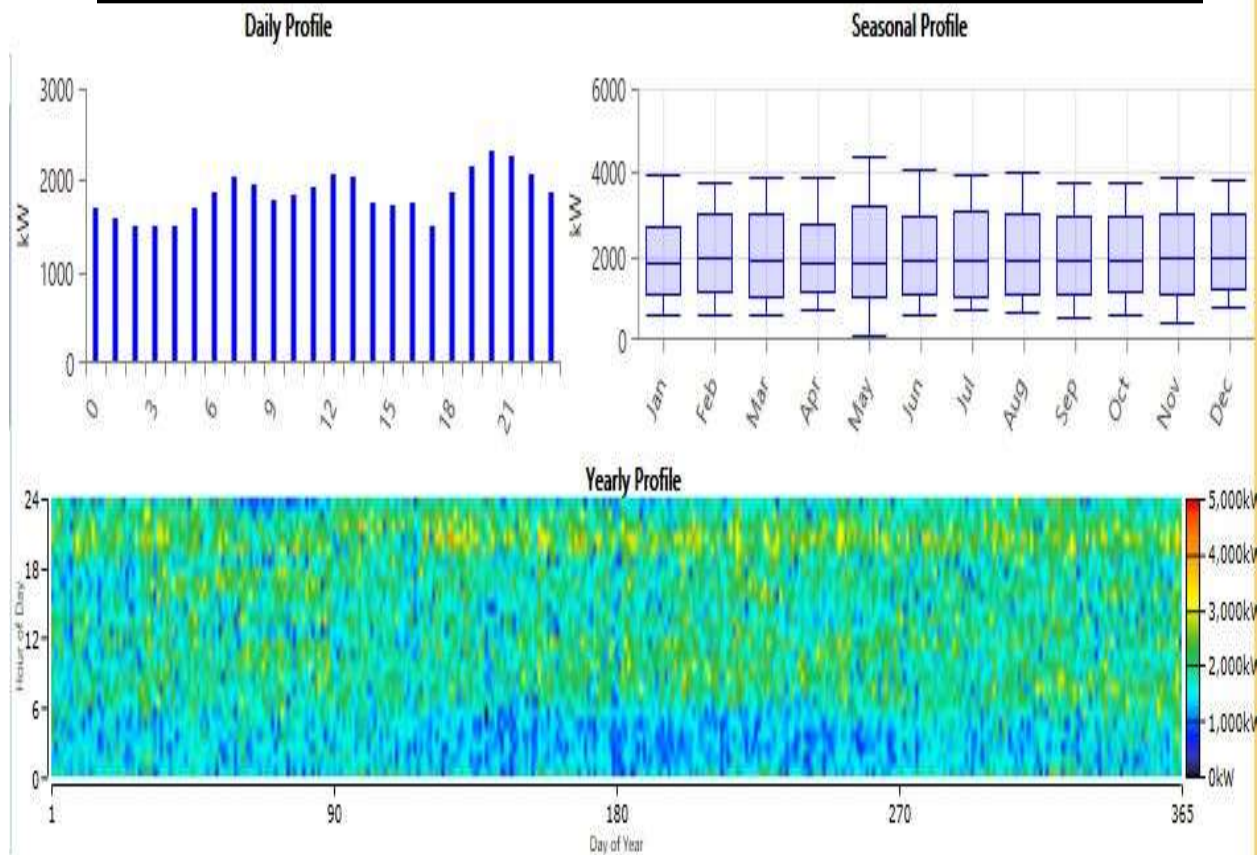 Daily Profile
3000
2000
1000
0
kW
0 3 6 9 12 15 18 21
Seasonal Profile
6000
4000
2000
0
kW
Jan Feb Mar Apr May Jun Jul Aug Sep Oct Nov Dec
Yearly Profile
24
18
12
6
0
Hour of Day
1 90 180 270 365
Day of Year
5,000kW
4,000kW
3,000kW
2,000kW
1,000kW
0kW